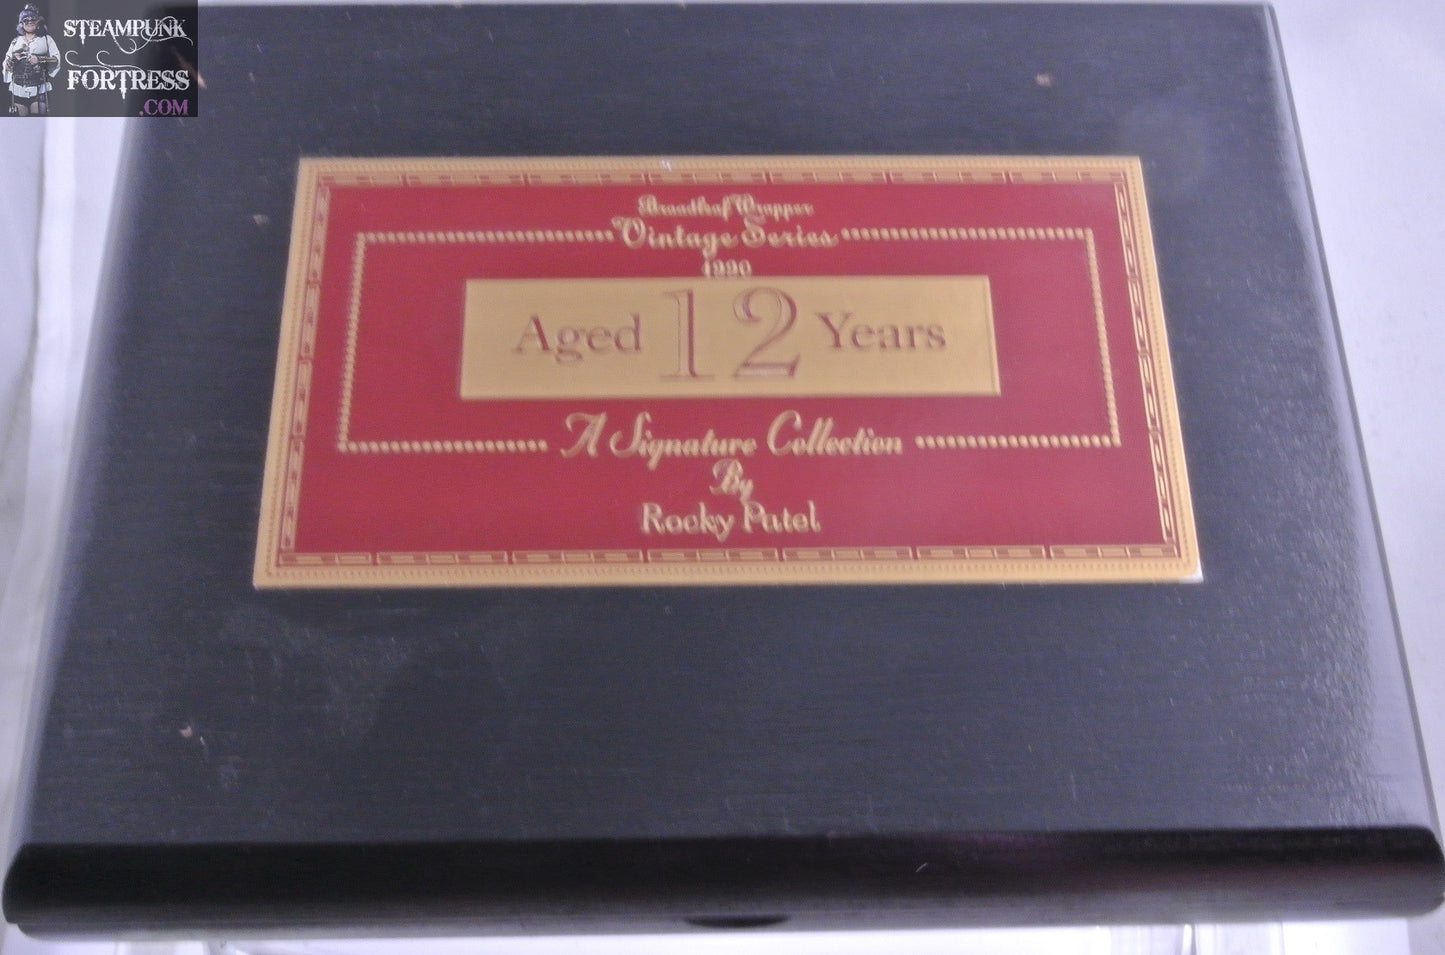 STEAMPUNK
FORTRESS
.COM
Broadleaf Wrapper
Vintage Series
1990
Aged 12 Years
A Signature Collection
By
Rocky Patel